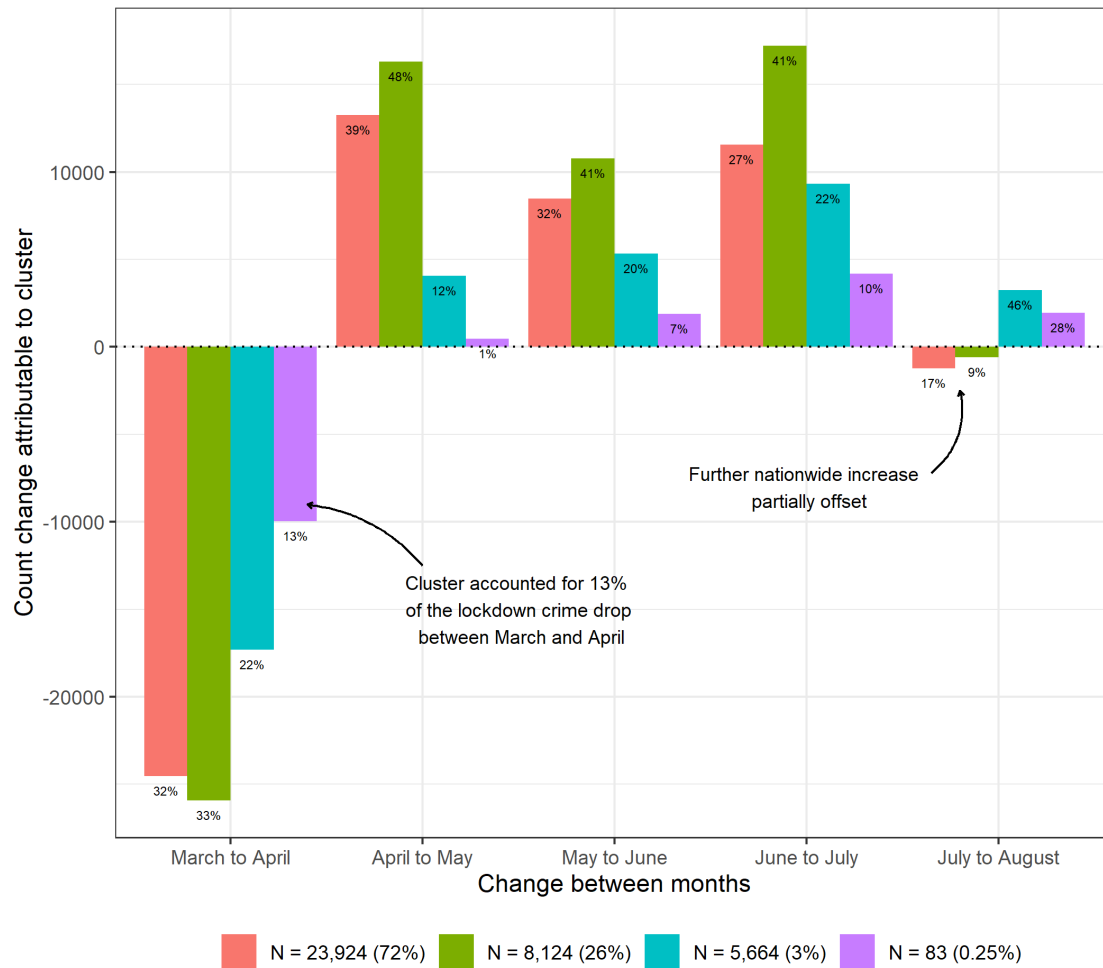 Count change attributable to cluster
10000
0
-10000
-20000
39%
48%
12%
1%
32%
41%
20%
7%
27%
41%
22%
10%
46%
28%
17%
9%
32%
33%
22%
13%
Further nationwide increase
partially offset
Cluster accounted for 13%
of the lockdown crime drop
between March and April
March to April
April to May
May to June
June to July
July to August
Change between months
N = 23,924 (72%)
N = 8,124 (26%)
N = 5,664 (3%)
N = 83 (0.25%)